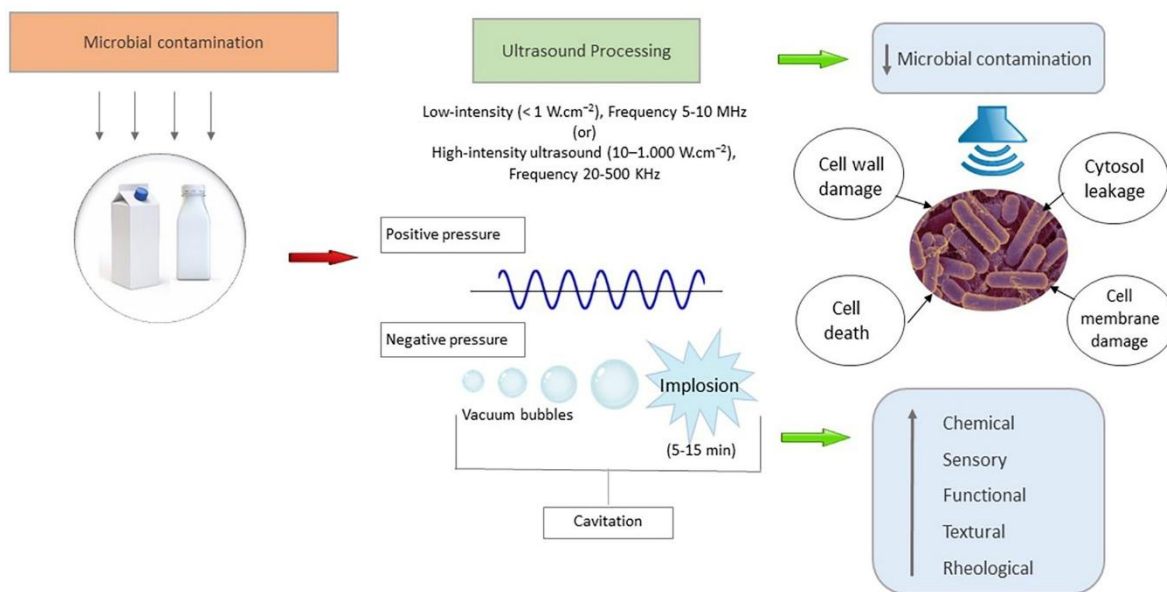 Microbial contamination
Ultrasound Processing
↓ Microbial contamination
Low-intensity (< 1 W.cm⁻²), Frequency 5-10 MHz
(or)
High-intensity ultrasound (10–1.000 W.cm⁻²),
Frequency 20-500 KHz
Cell wall
damage
Cytosol
leakage
Positive pressure
Cell
death
Cell
membrane
damage
Negative pressure
Implosion
Vacuum bubbles
(5-15 min)
Cavitation
Chemical
Sensory
Functional
Textural
Rheological